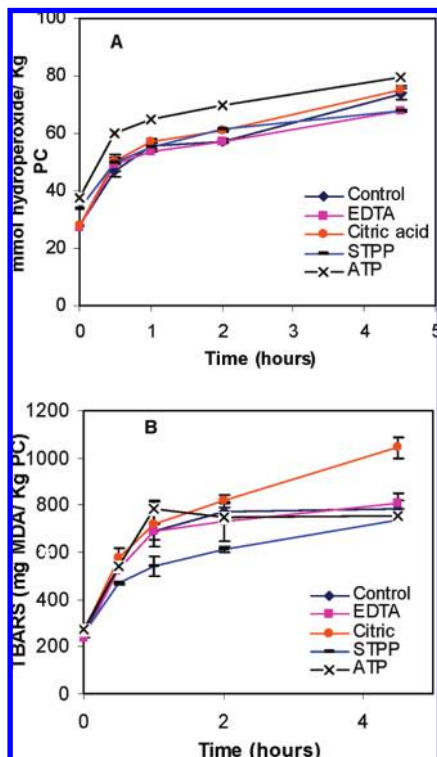 A
mmol hydroperoxide/ Kg
PC
100
80
60
40
20
0
Control
EDTA
Citric acid
STPP
ATP
0 1 2 3 4 5
Time (hours)
B
TBARS (mg MDA/ Kg PC)
1200
1000
800
600
400
200
0
Control
EDTA
Citric
STPP
ATP
0 2 4
Time (hours)